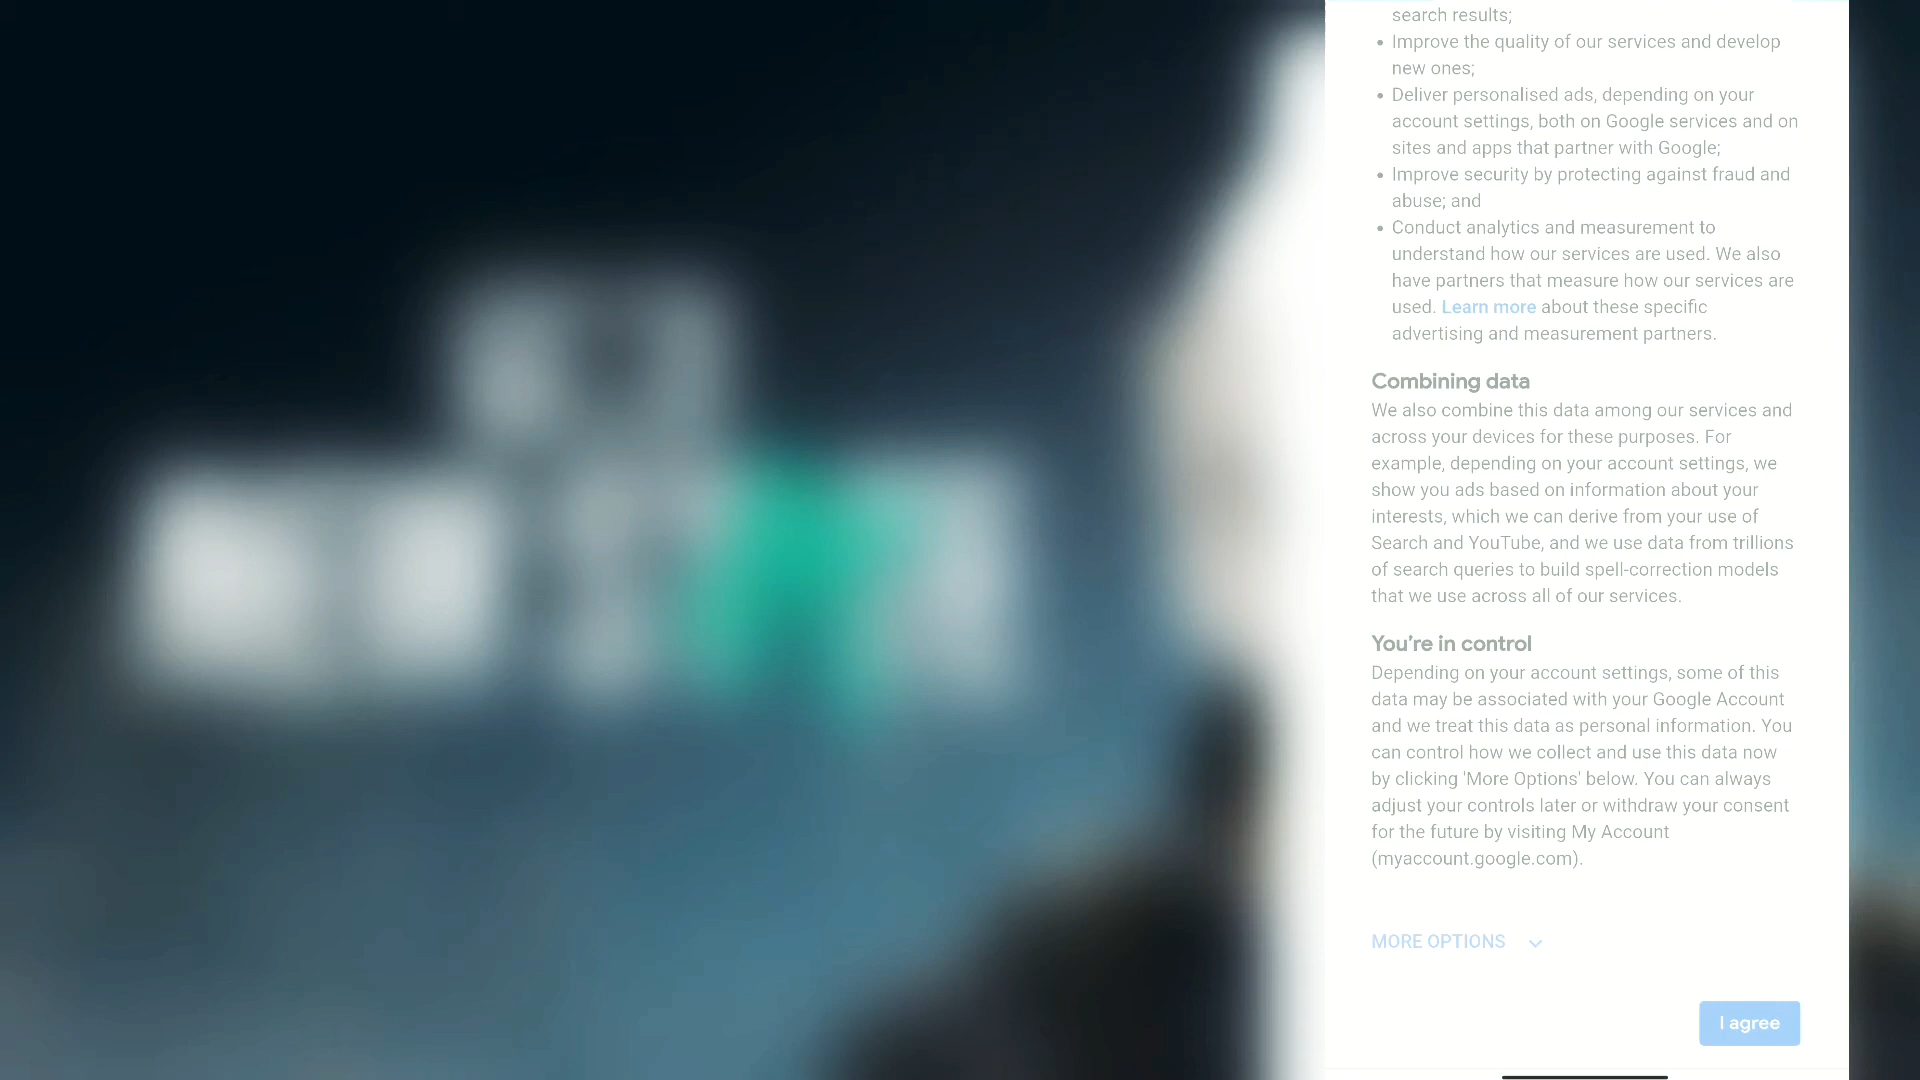 search results;
• Improve the quality of our services and develop
new ones;
• Deliver personalised ads, depending on your
account settings, both on Google services and on
sites and apps that partner with Google;
• Improve security by protecting against fraud and
abuse; and
• Conduct analytics and measurement to
understand how our services are used. We also
have partners that measure how our services are
used. Learn more about these specific
advertising and measurement partners.
Combining data
We also combine this data among our services and
across your devices for these purposes. For
example, depending on your account settings, we
show you ads based on information about your
interests, which we can derive from your use of
Search and YouTube, and we use data from trillions
of search queries to build spell-correction models
that we use across all of our services.
You’re in control
Depending on your account settings, some of this
data may be associated with your Google Account
and we treat this data as personal information. You
can control how we collect and use this data now
by clicking 'More Options' below. You can always
adjust your controls later or withdraw your consent
for the future by visiting My Account
(myaccount.google.com).
MORE OPTIONS
I agree